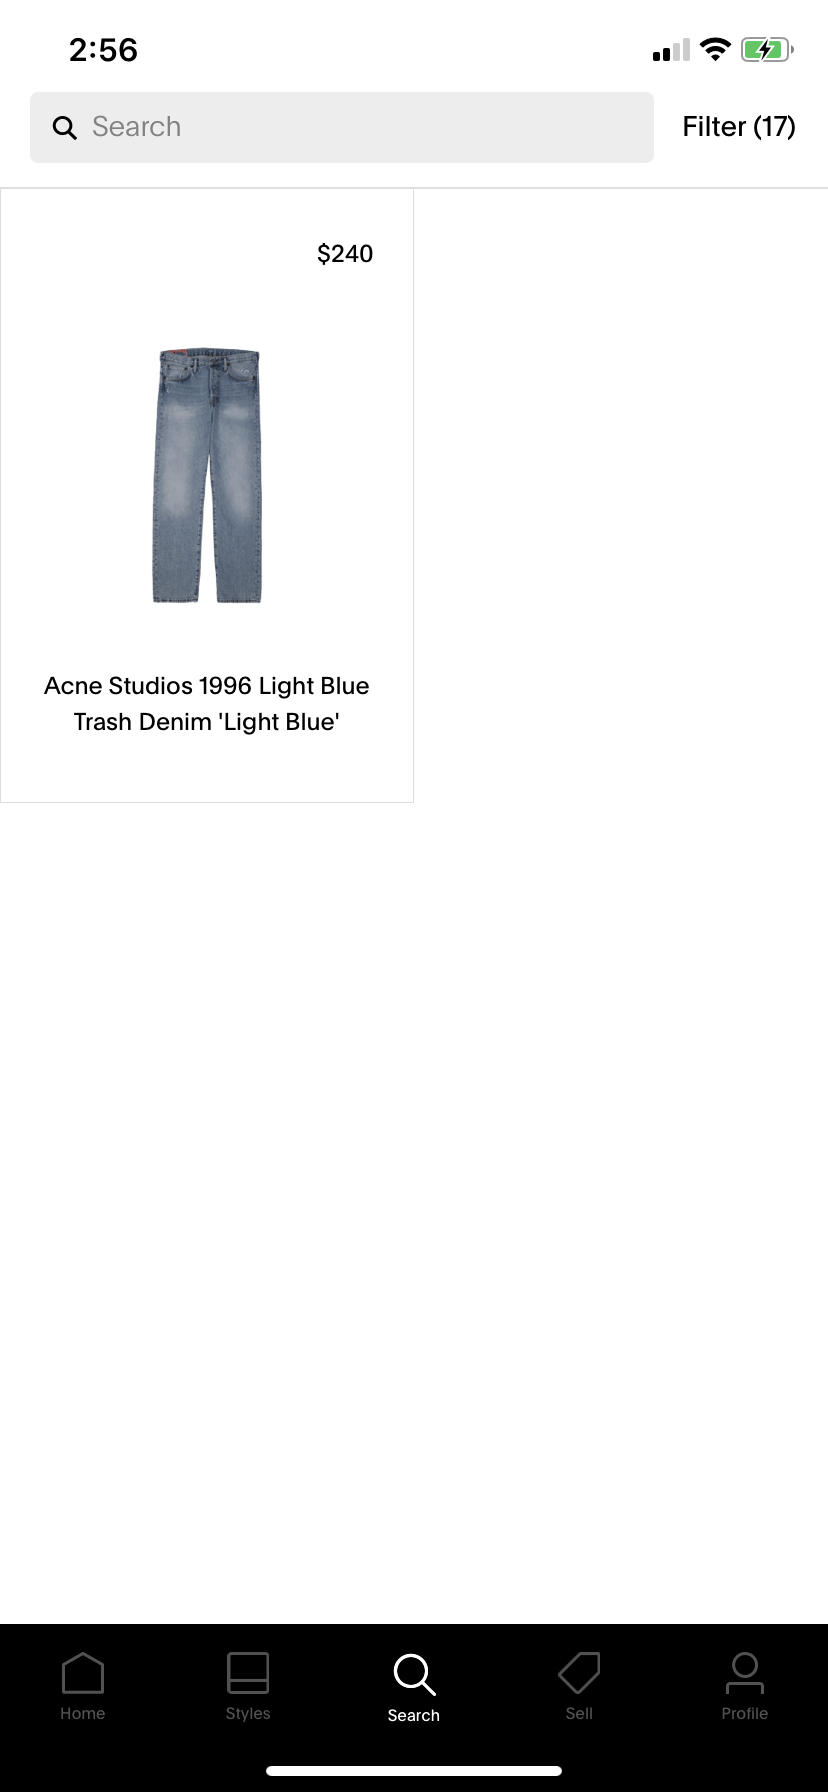 2:56
Search
Filter (17)
$240
Acne Studios 1996 Light Blue
Trash Denim 'Light Blue'
Home
Styles
Search
Sell
Profile